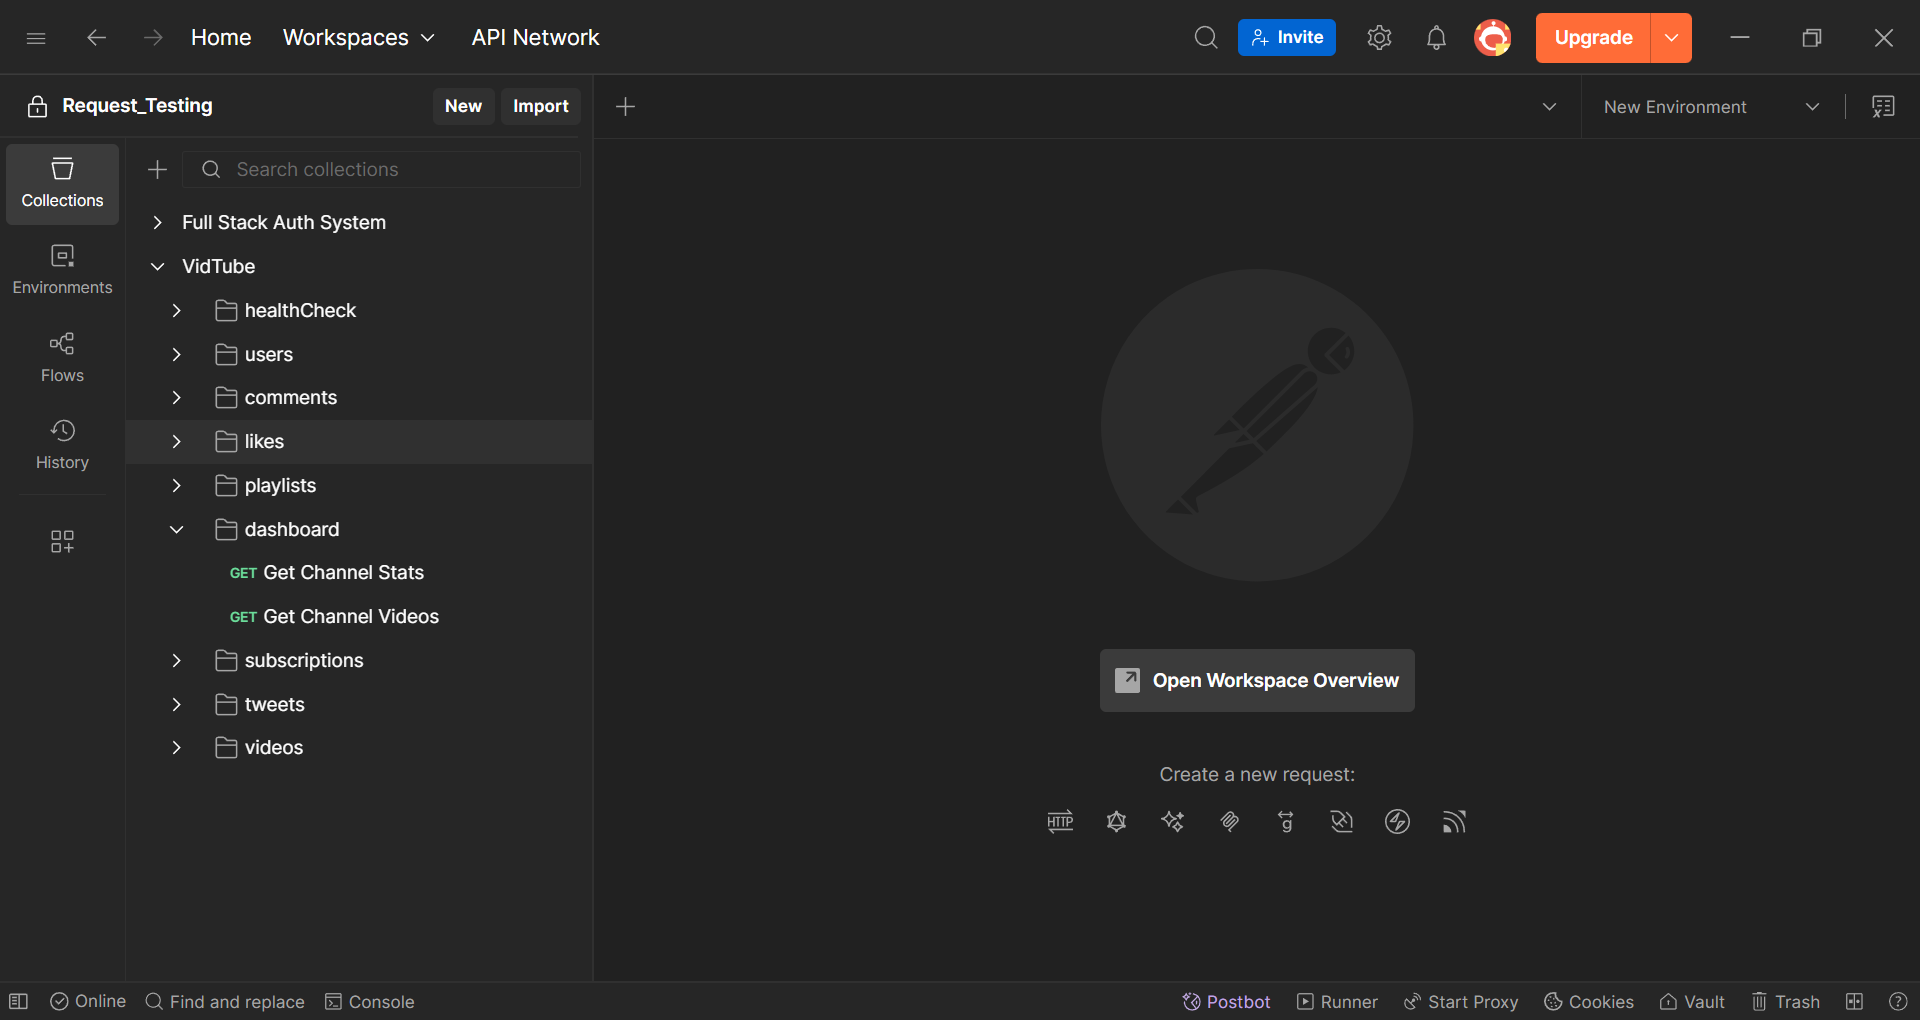 Home Workspaces API Network Invite Upgrade
Request_Testing New Import New Environment
Collections
Search collections
Environments
Flows
History
Full Stack Auth System
VidTube
healthCheck
users
comments
likes
playlists
dashboard
GET Get Channel Stats
GET Get Channel Videos
subscriptions
tweets
videos
Open Workspace Overview
Create a new request:
HTTP
g
Online Find and replace Console Postbot Runner Start Proxy Cookies Vault Trash